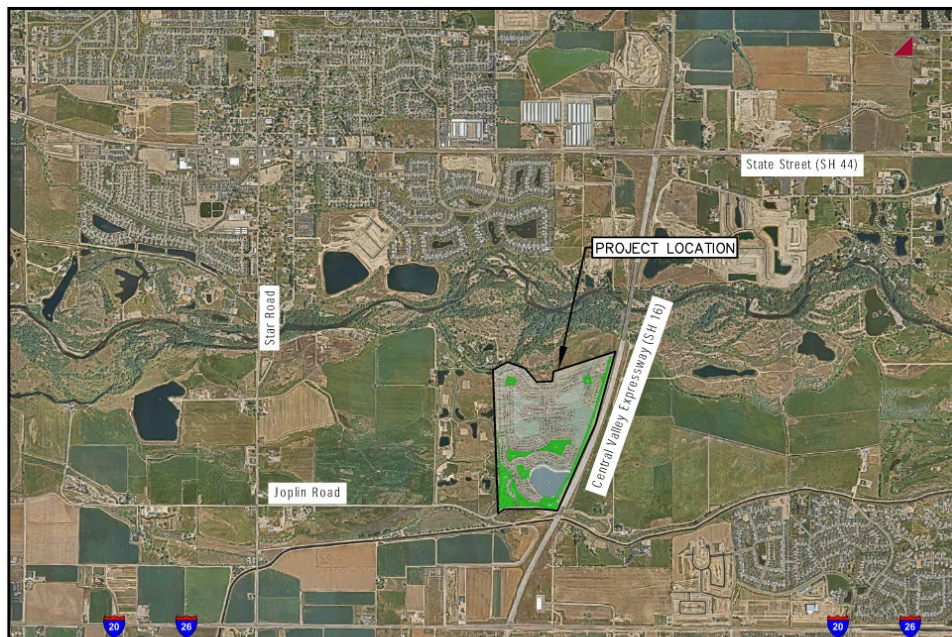 State Street (SH 44)
PROJECT LOCATION
Star Road
Central Valley Expressway (SH 16)
Joplin Road
20
26
20
26